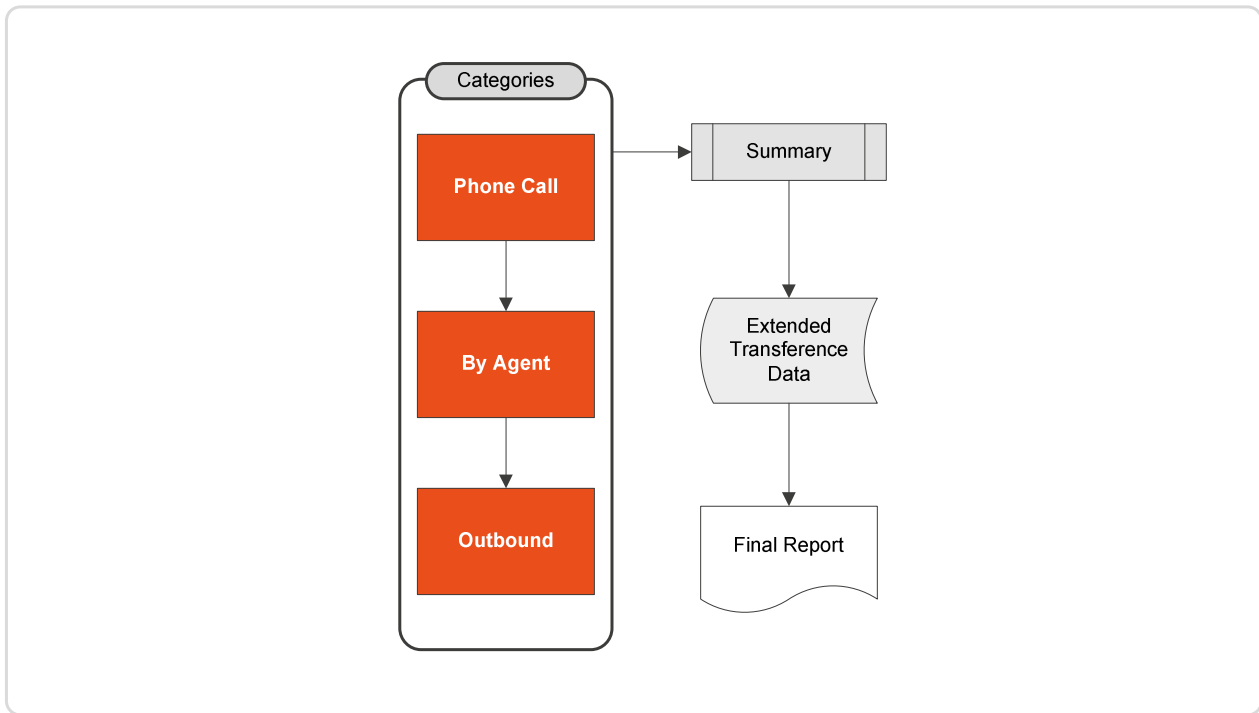 Categories
Phone Call
By Agent
Outbound
Summary
Extended
Transference
Data
Final Report